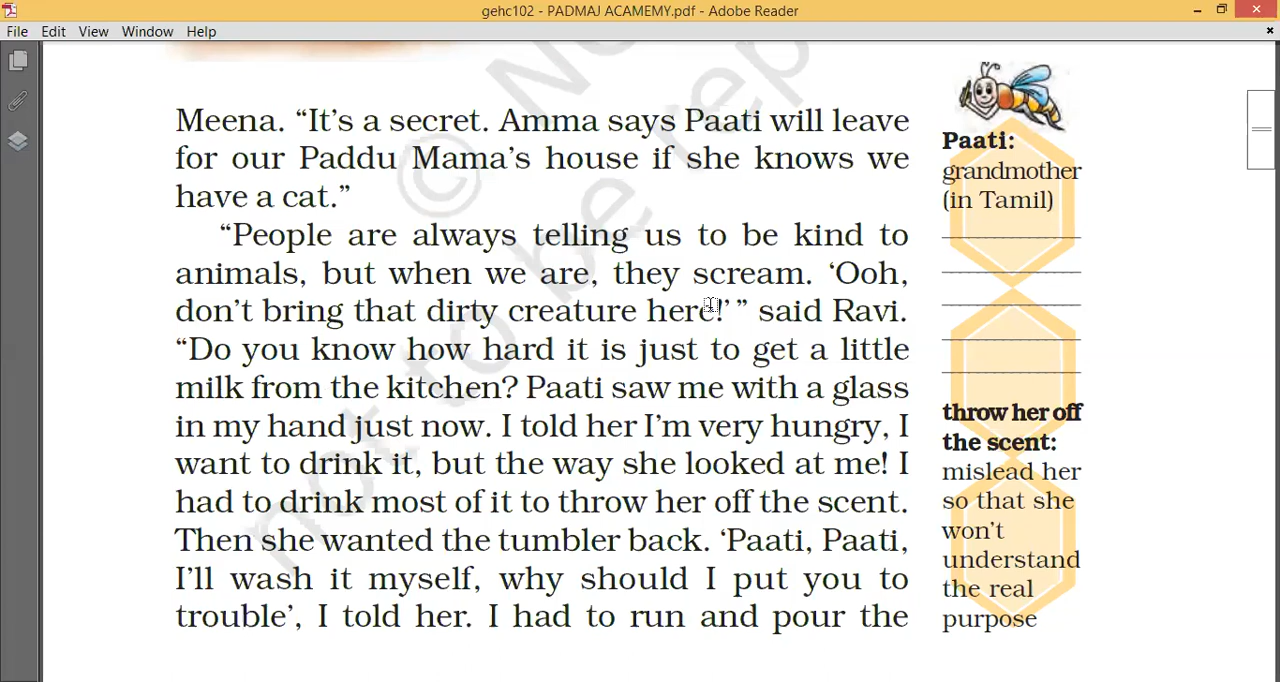 gehc102 - PADMAJ ACAMEMY.pdf - Adobe Reader
File Edit View Window Help
Meena. “It’s a secret. Amma says Paati will leave
for our Paddu Mama’s house if she knows we
have a cat.”
“People are always telling us to be kind to
animals, but when we are, they scream. ‘Ooh,
don’t bring that dirty creature here!’ ” said Ravi.
“Do you know how hard it is just to get a little
milk from the kitchen? Paati saw me with a glass
in my hand just now. I told her I’m very hungry, I
want to drink it, but the way she looked at me! I
had to drink most of it to throw her off the scent.
Then she wanted the tumbler back. ‘Paati, Paati,
I’ll wash it myself, why should I put you to
trouble’, I told her. I had to run and pour the
Paati:
grandmother
(in Tamil)
throw her off
the scent:
mislead her
so that she
won’t
understand
the real
purpose
©
not to be rep